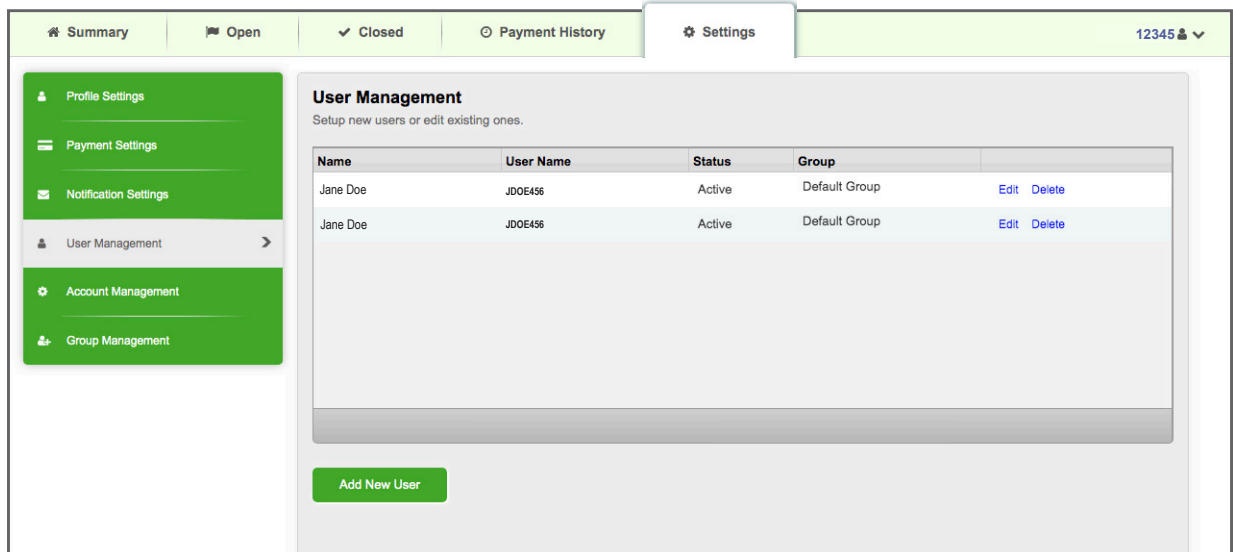 Summary Open Closed Payment History Settings 12345
Profile Settings
Payment Settings
Notification Settings
User Management
Account Management
Group Management
User Management
Setup new users or edit existing ones.
Name User Name Status Group
Jane Doe JDOE456 Active Default Group Edit Delete
Jane Doe JDOE456 Active Default Group Edit Delete
Add New User